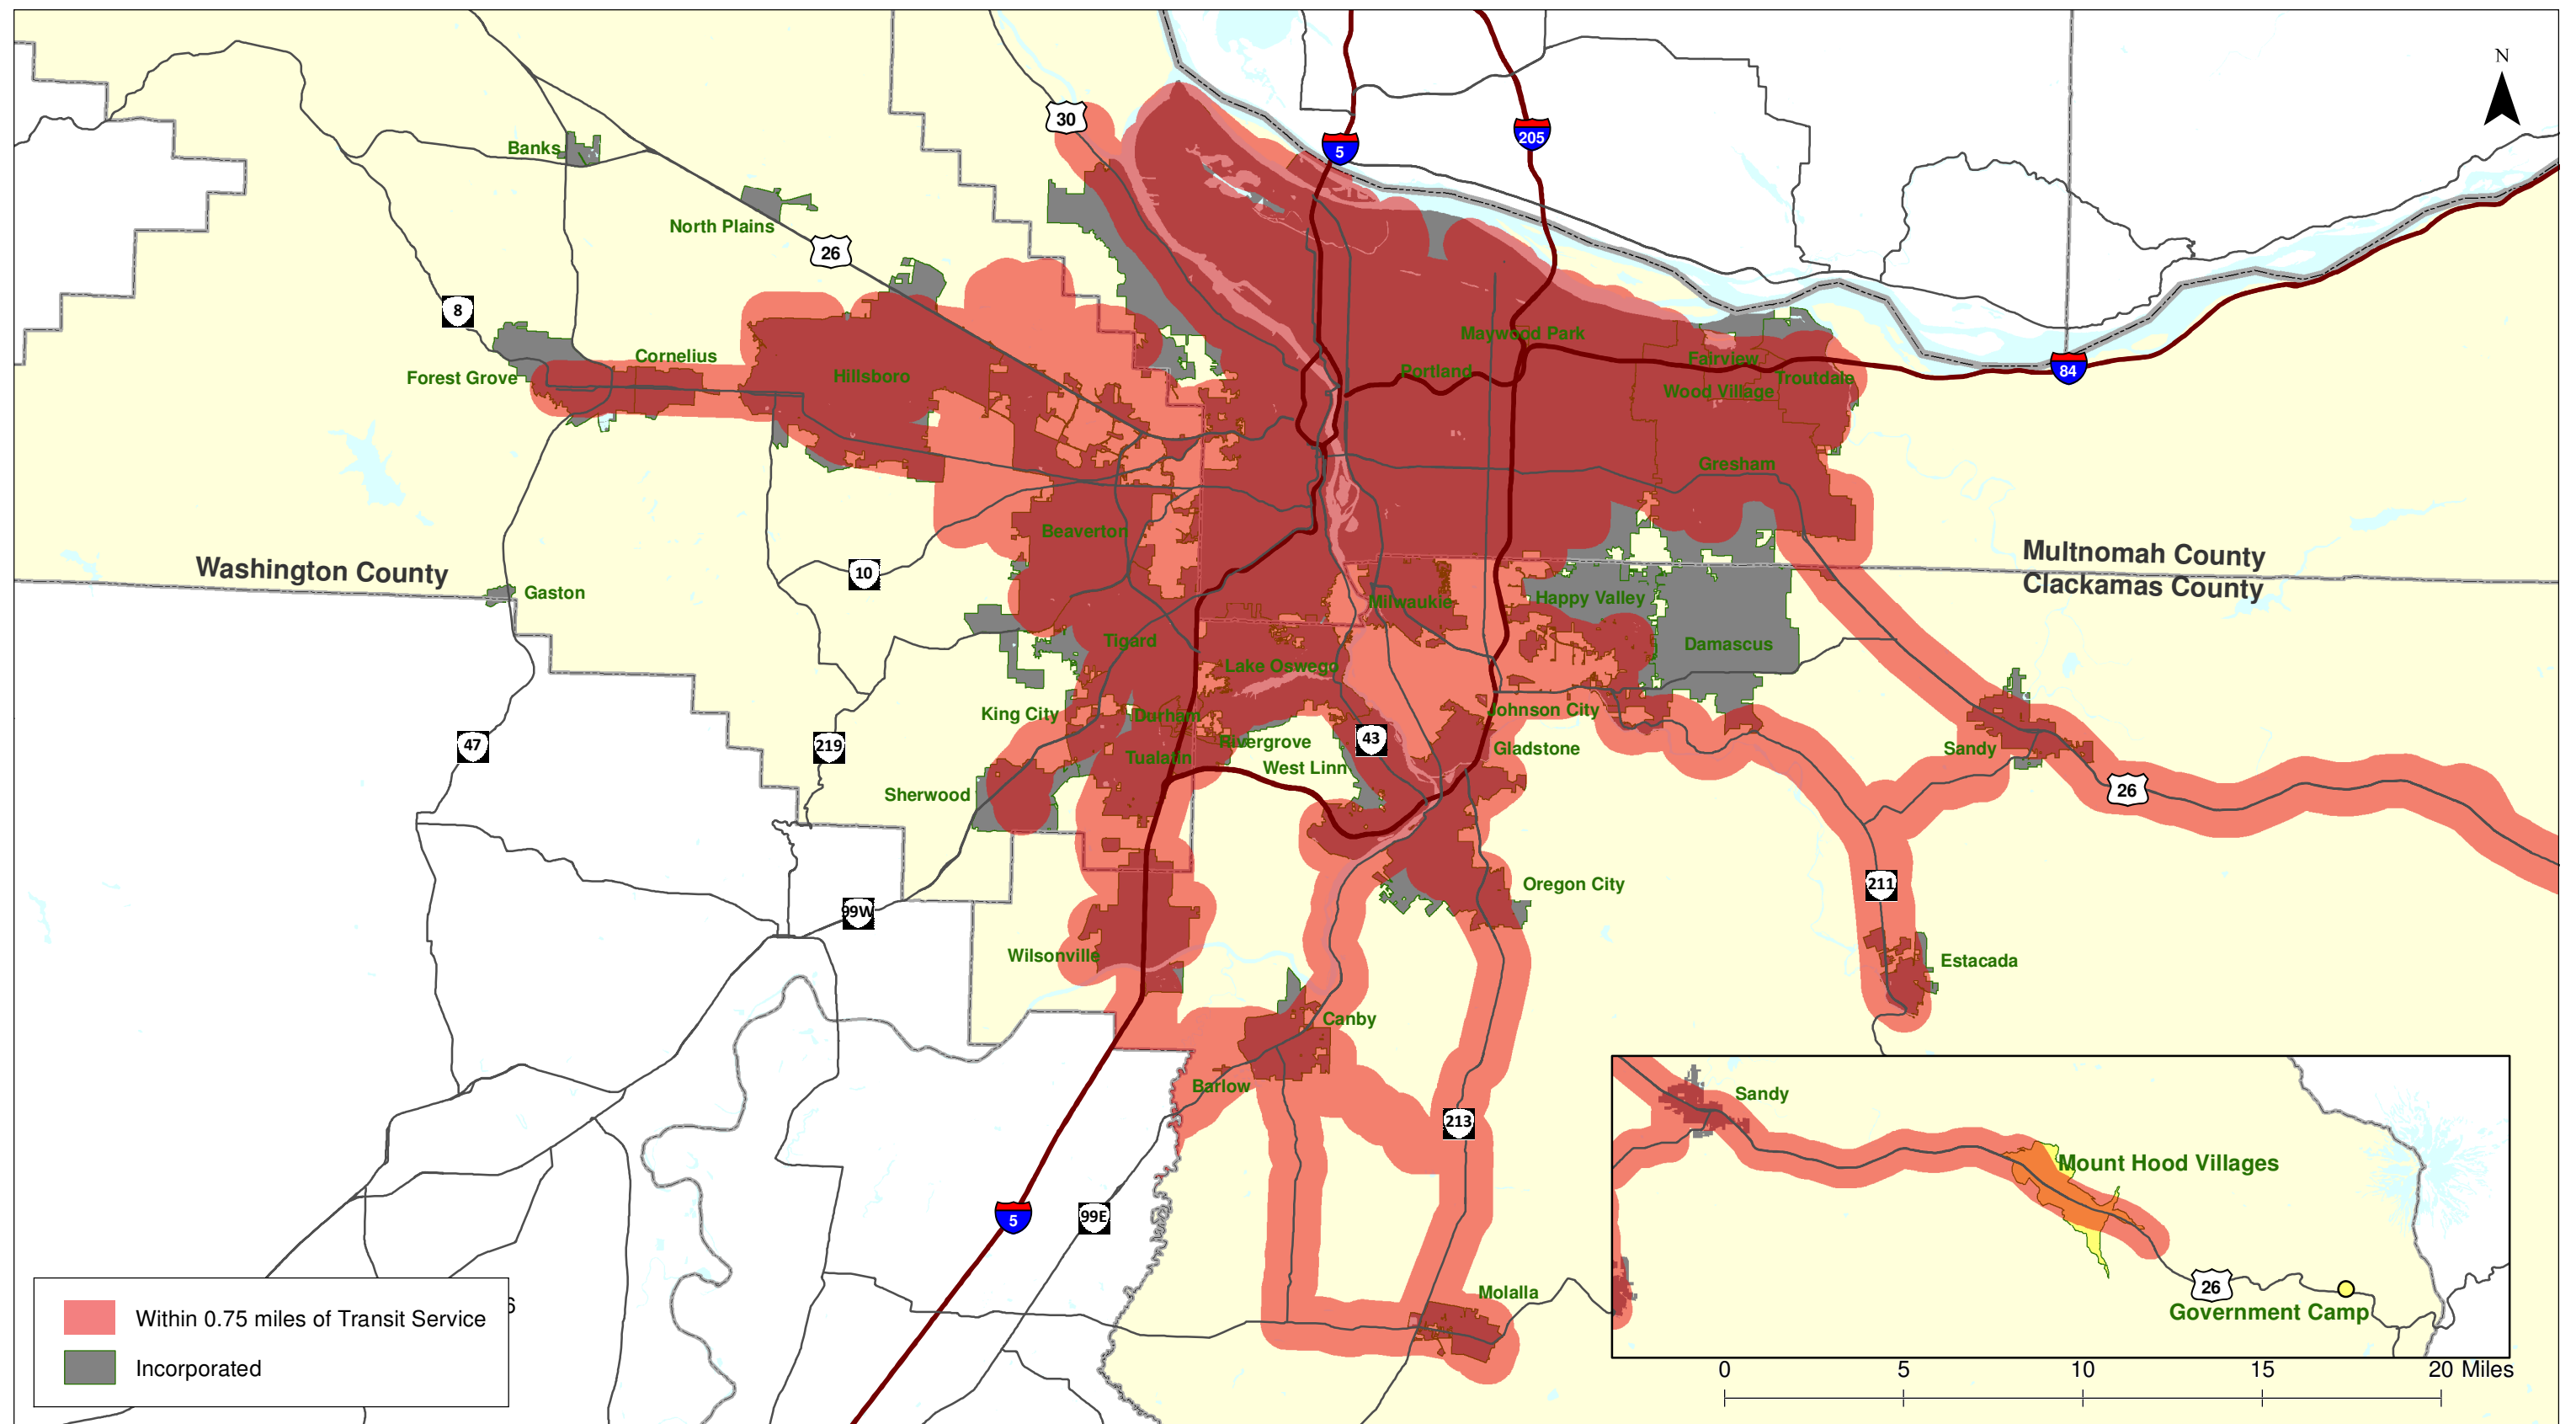 N
30
5
205
Banks
North Plains
26
8
Maywood Park
Cornelius
Fairview
84
Forest Grove
Hillsboro
Portland
Troutdale
Wood Village
Gresham
Beaverton
Multnomah County
Washington County
10
Clackamas County
Gaston
Milwaukie
Happy Valley
Tigard
Damascus
Lake Oswego
King City
Durham
Johnson City
43
Rivergrove
Gladstone
47
219
Sandy
Tualatin
West Linn
26
Sherwood
Oregon City
211
99W
Wilsonville
Estacada
Canby
Barlow
Sandy
213
Mount Hood Villages
5
99E
26
Molalla
Government Camp
6
Within 0.75 miles of Transit Service
Incorporated
0 5 10 15 20 Miles